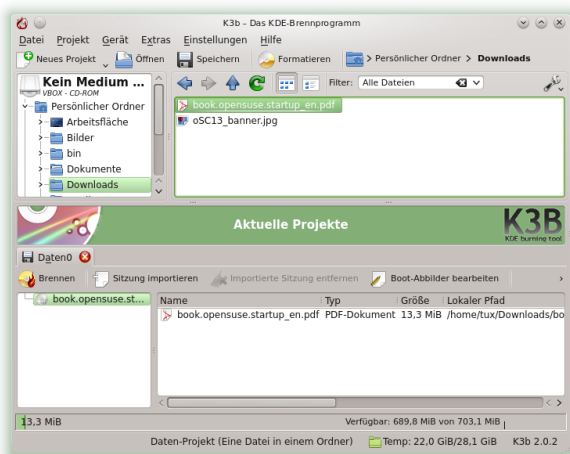 K3b – Das KDE-Brennprogramm
Datei Projekt Gerät Extras Einstellungen Hilfe
Neues Projekt Öffnen Speichern Formatieren > Persönlicher Ordner > Downloads
Kein Medium ...
VBOX - CD-ROM
Persönlicher Ordner
Arbeitsfläche
Bilder
bin
Dokumente
Downloads
Filter: Alle Dateien
book.opensuse.startup_en.pdf
oSC13_banner.jpg
Aktuelle Projekte
K3B
KDE burning tool
Daten0
Brennen Sitzung importieren Importierte Sitzung entfernen Boot-Abbilder bearbeiten
book.opensuse.st...
Name Typ Größe Lokaler Pfad
book.opensuse.startup_en.pdf PDF-Dokument 13,3 MiB /home/tux/Downloads/bo
13,3 MiB Verfügbar: 689,8 MiB von 703,1 MiB
Daten-Projekt (Eine Datei in einem Ordner) Temp: 22,0 GiB/28,1 GiB K3b 2.0.2